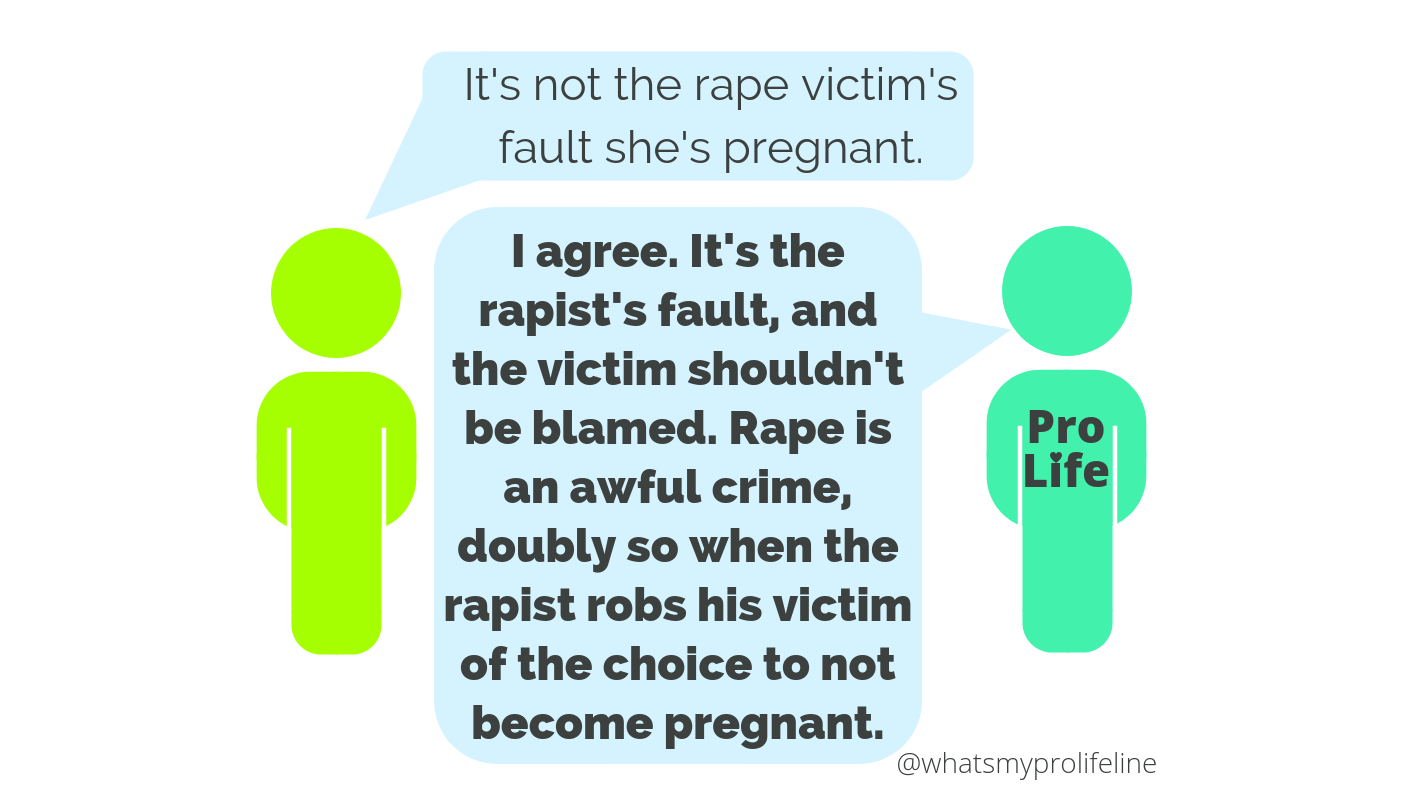 It's not the rape victim's
fault she's pregnant.
I agree. It's the
rapist's fault, and
the victim shouldn't
be blamed. Rape is
an awful crime,
doubly so when the
rapist robs his victim
of the choice to not
become pregnant.
Pro
Life
@whatsmyprolifeline